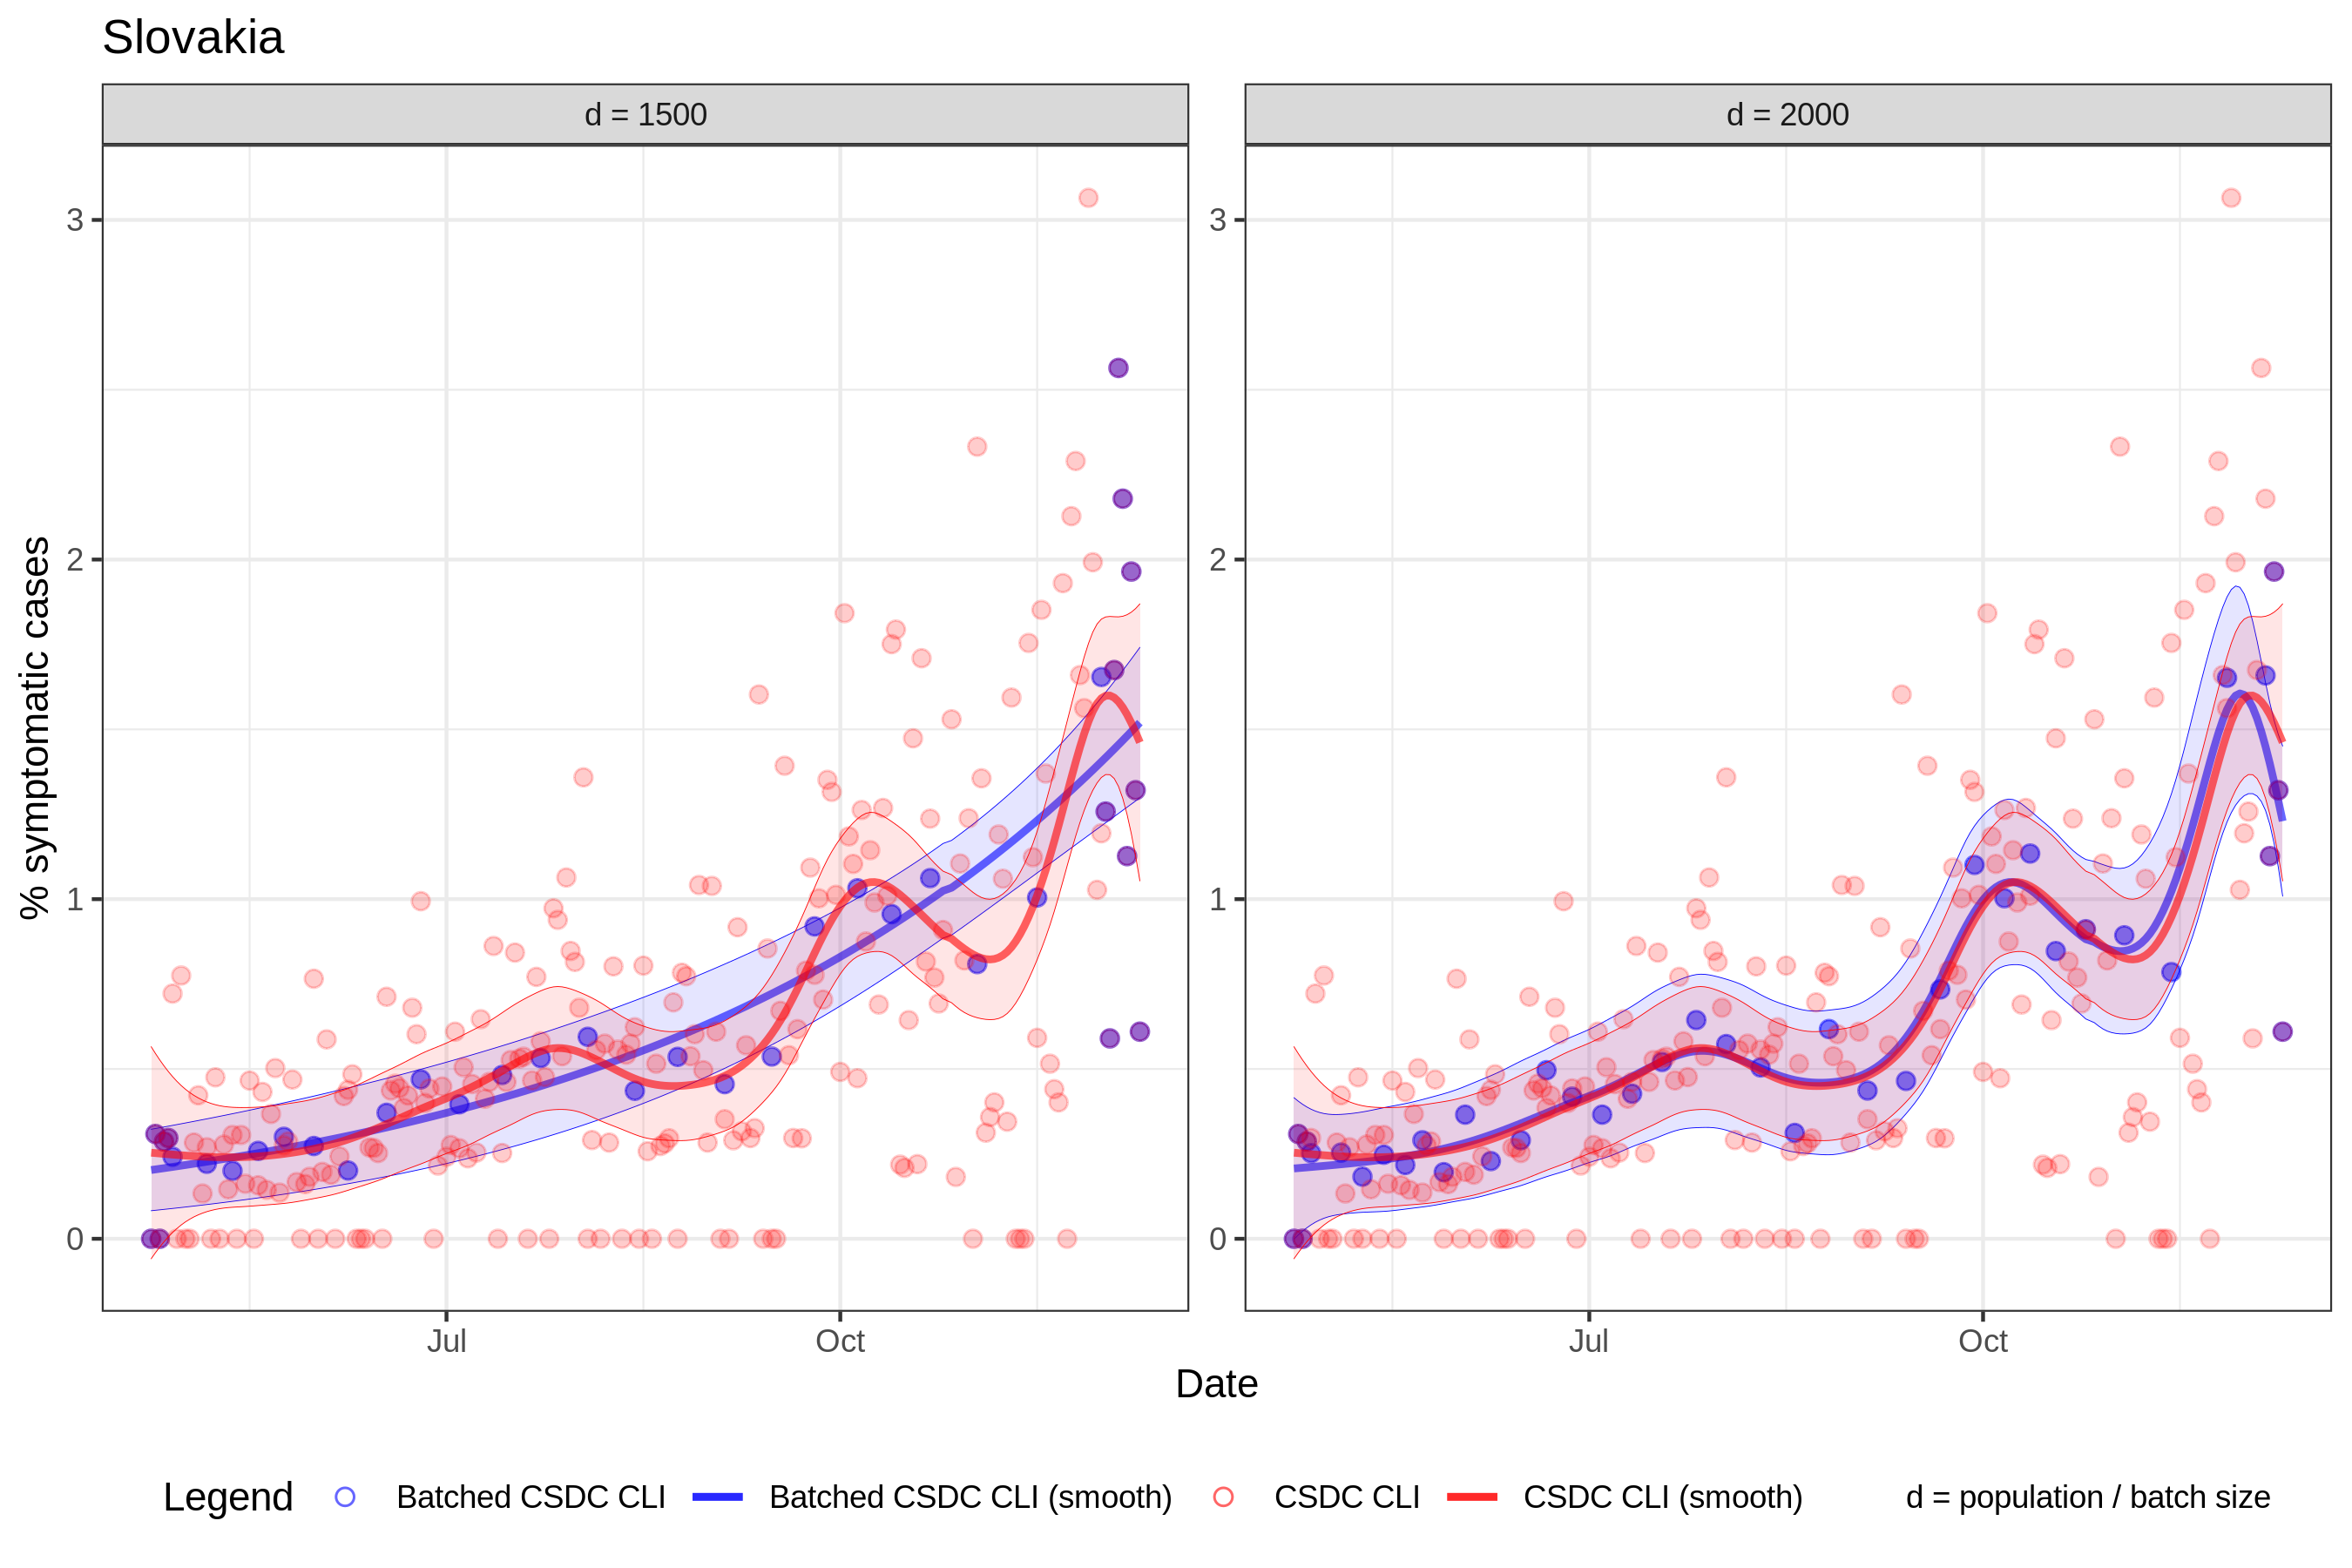 Slovakia
d = 1500
d = 2000
% symptomatic cases
3
2
1
0
3
2
1
0
Jul
Oct
Jul
Oct
Date
Legend
Batched CSDC CLI
Batched CSDC CLI (smooth)
CSDC CLI
CSDC CLI (smooth)
d = population / batch size